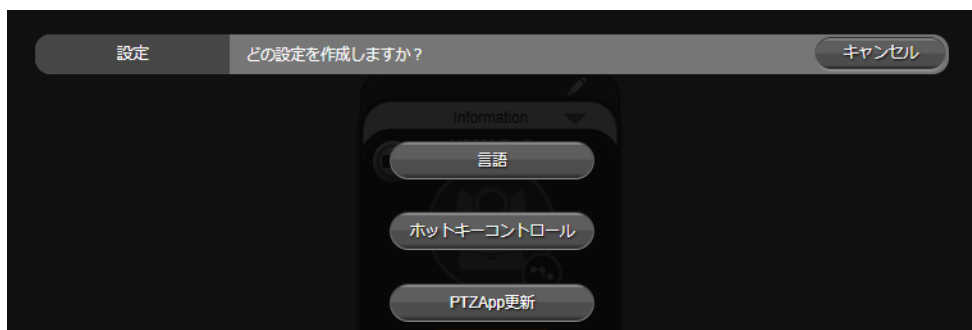 設定
どの設定を作成しますか？
キャンセル
Information
言語
ホットキーコントロール
PTZApp更新